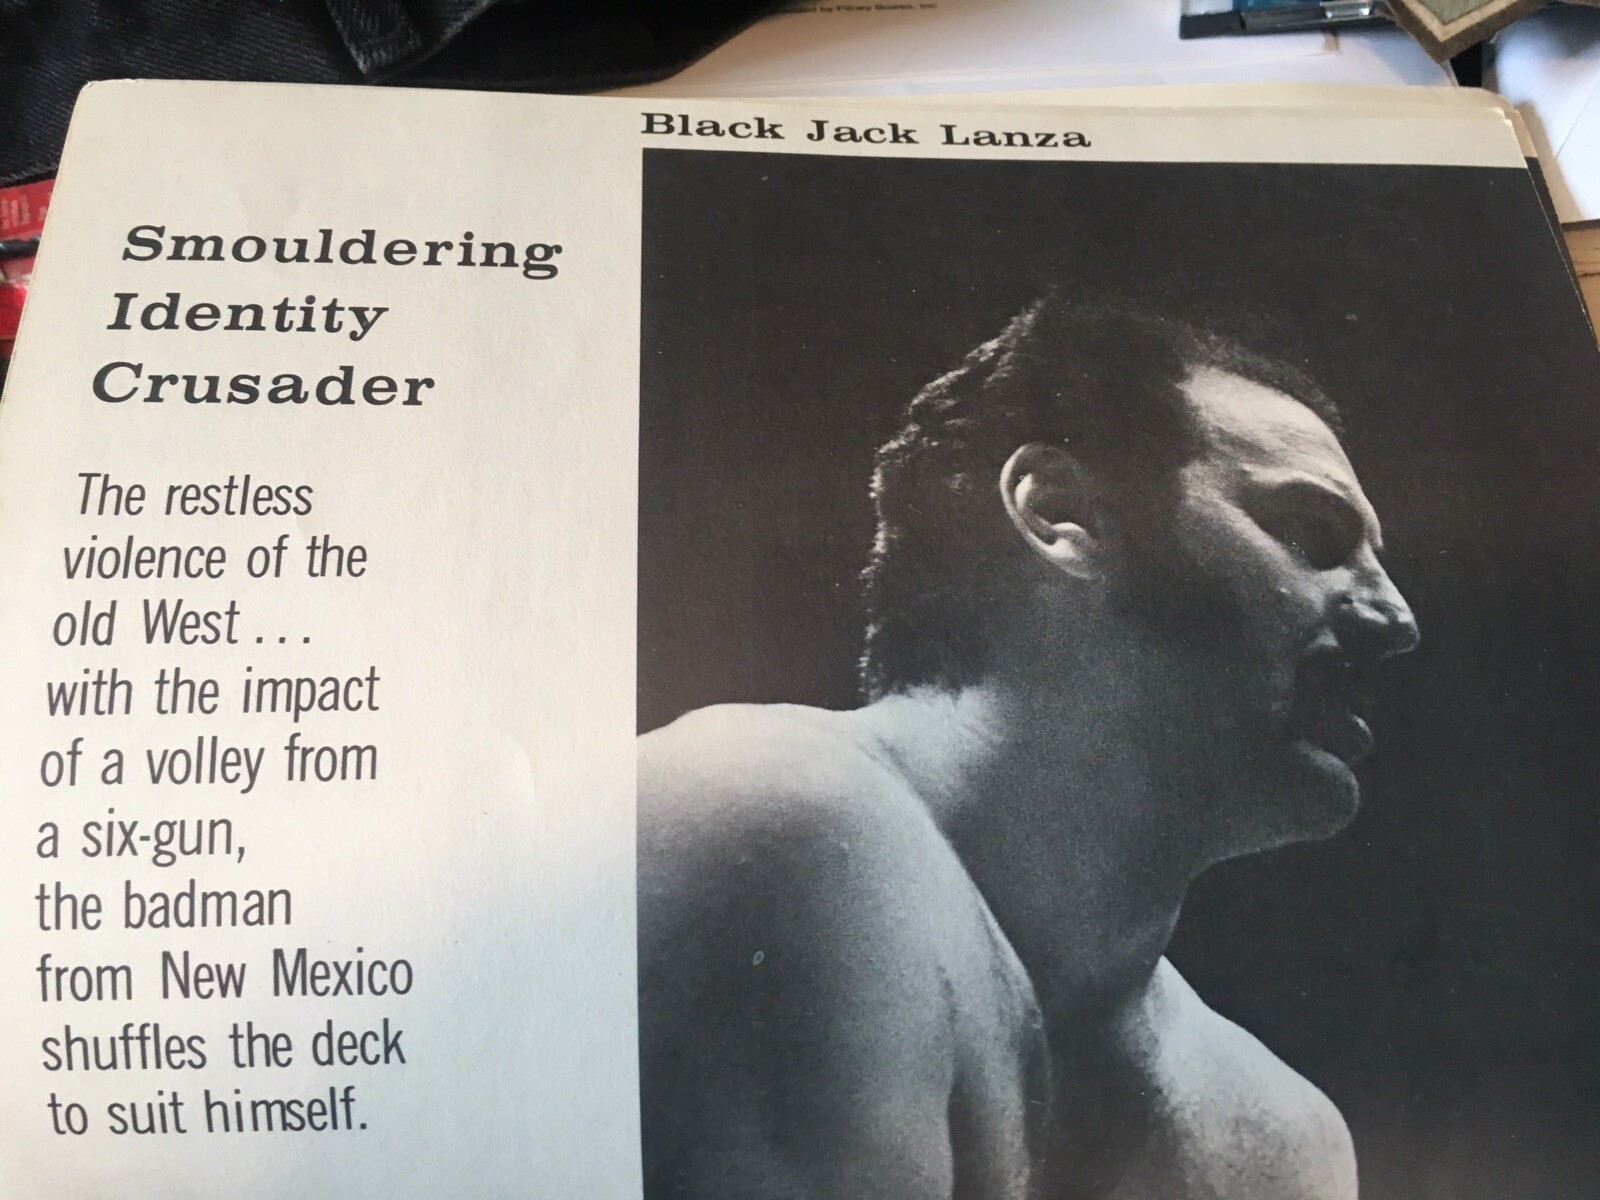 Black Jack Lanza
Smouldering
Identity
Crusader
The restless
violence of the
old West...
with the impact
of a volley from
a six-gun,
the badman
from New Mexico
shuffles the deck
to suit himself.